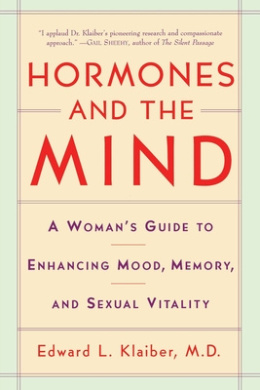 "I applaud Dr. Klaiber's pioneering research and compassionate
approach."—GAIL SHEEHY, author of The Silent Passage
HORMONES
AND THE
MIND
A WOMAN'S GUIDE TO
ENHANCING MOOD, MEMORY,
AND SEXUAL VITALITY
EDWARD L. KLAIBER, M.D.